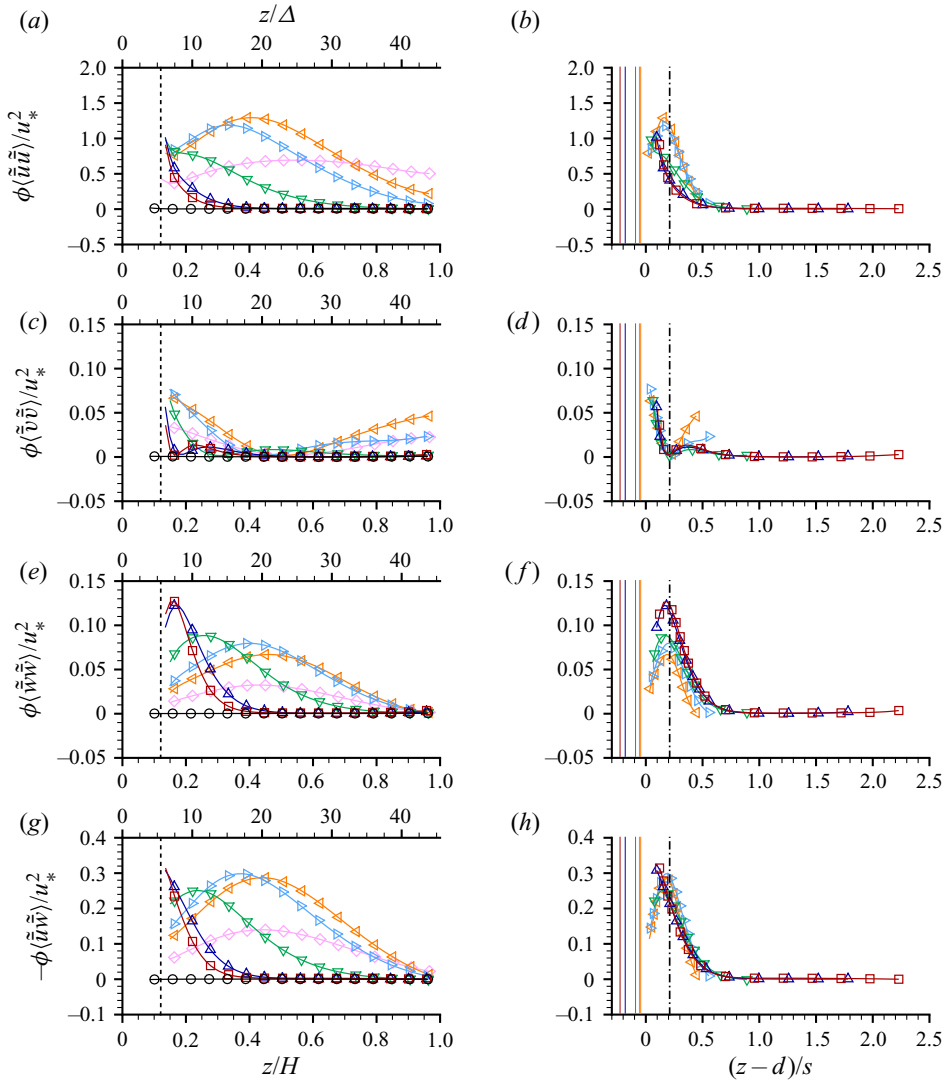 z/Δ
(a) 0 10 20 30 40 (b)
2.0 2.0
1.5 1.5
1.0 1.0
0.5 0.5
0 0
−0.5 −0.5
ϕ⟨ũ̃ũ̃⟩/u*²
0 0.2 0.4 0.6 0.8 1.0 0 0.5 1.0 1.5 2.0 2.5
(c) 0 10 20 30 40 (d)
0.15 0.15
0.10 0.10
0.05 0.05
0 0
−0.05 −0.05
ϕ⟨ṽ̃ṽ̃⟩/u*²
0 0.2 0.4 0.6 0.8 1.0 0 0.5 1.0 1.5 2.0 2.5
(e) 0 10 20 30 40 (f)
0.15 0.15
0.10 0.10
0.05 0.05
0 0
−0.05 −0.05
ϕ⟨w̃̃w̃̃⟩/u*²
0 0.2 0.4 0.6 0.8 1.0 0 0.5 1.0 1.5 2.0 2.5
(g) 0 10 20 30 40 (h)
0.4 0.4
0.3 0.3
0.2 0.2
0.1 0.1
0 0
−0.1 −0.1
−ϕ⟨ũ̃w̃̃⟩/u*²
0 0.2 0.4 0.6 0.8 1.0 0 0.5 1.0 1.5 2.0 2.5
z/H (z − d)/s